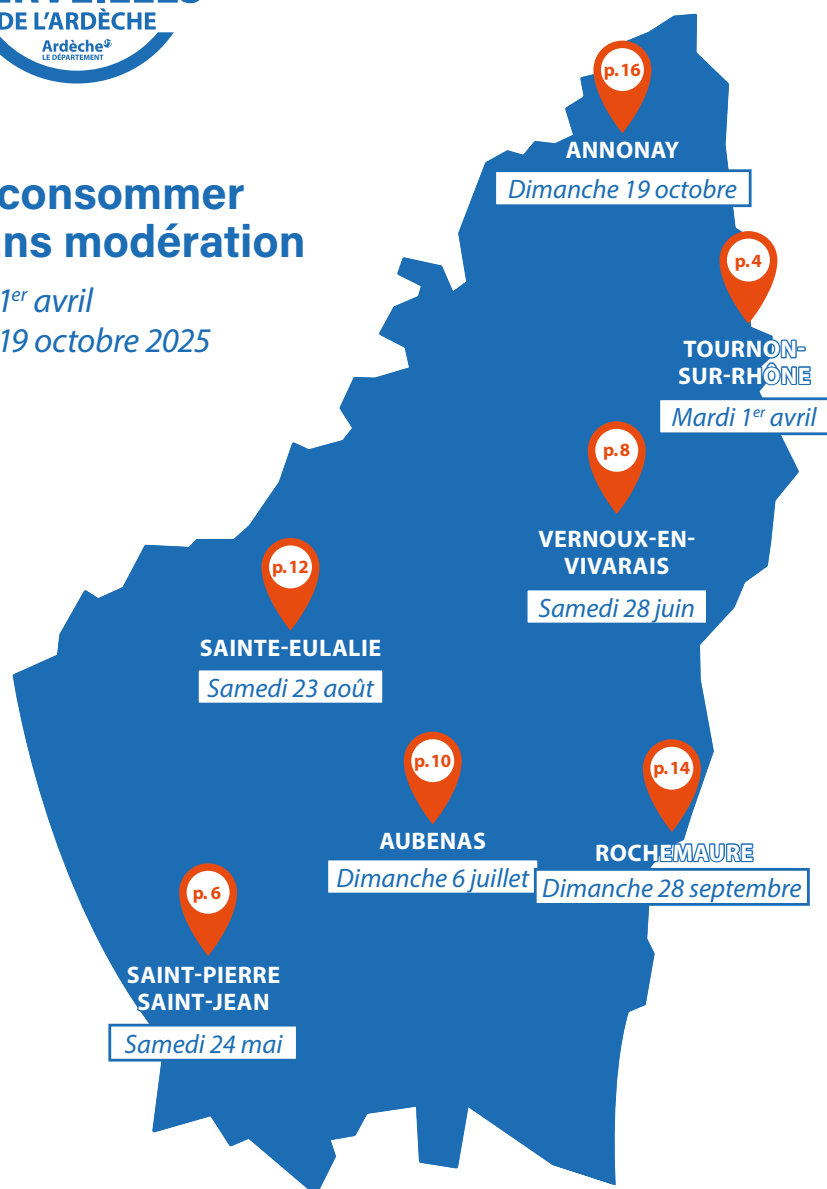 DE L'ARDÈCHE
Ardèche
LE DÉPARTEMENT
consommer
ns modération
1er avril
19 octobre 2025
p. 16
ANNONAY
Dimanche 19 octobre
p. 4
TOURNON-
SUR-RHÔNE
Mardi 1er avril
p. 8
VERNOUX-EN-
VIVARAIS
Samedi 28 juin
p. 12
SAINTE-EULALIE
Samedi 23 août
p. 10
AUBENAS
Dimanche 6 juillet
p. 14
ROCHEMAURE
Dimanche 28 septembre
p. 6
SAINT-PIERRE
SAINT-JEAN
Samedi 24 mai